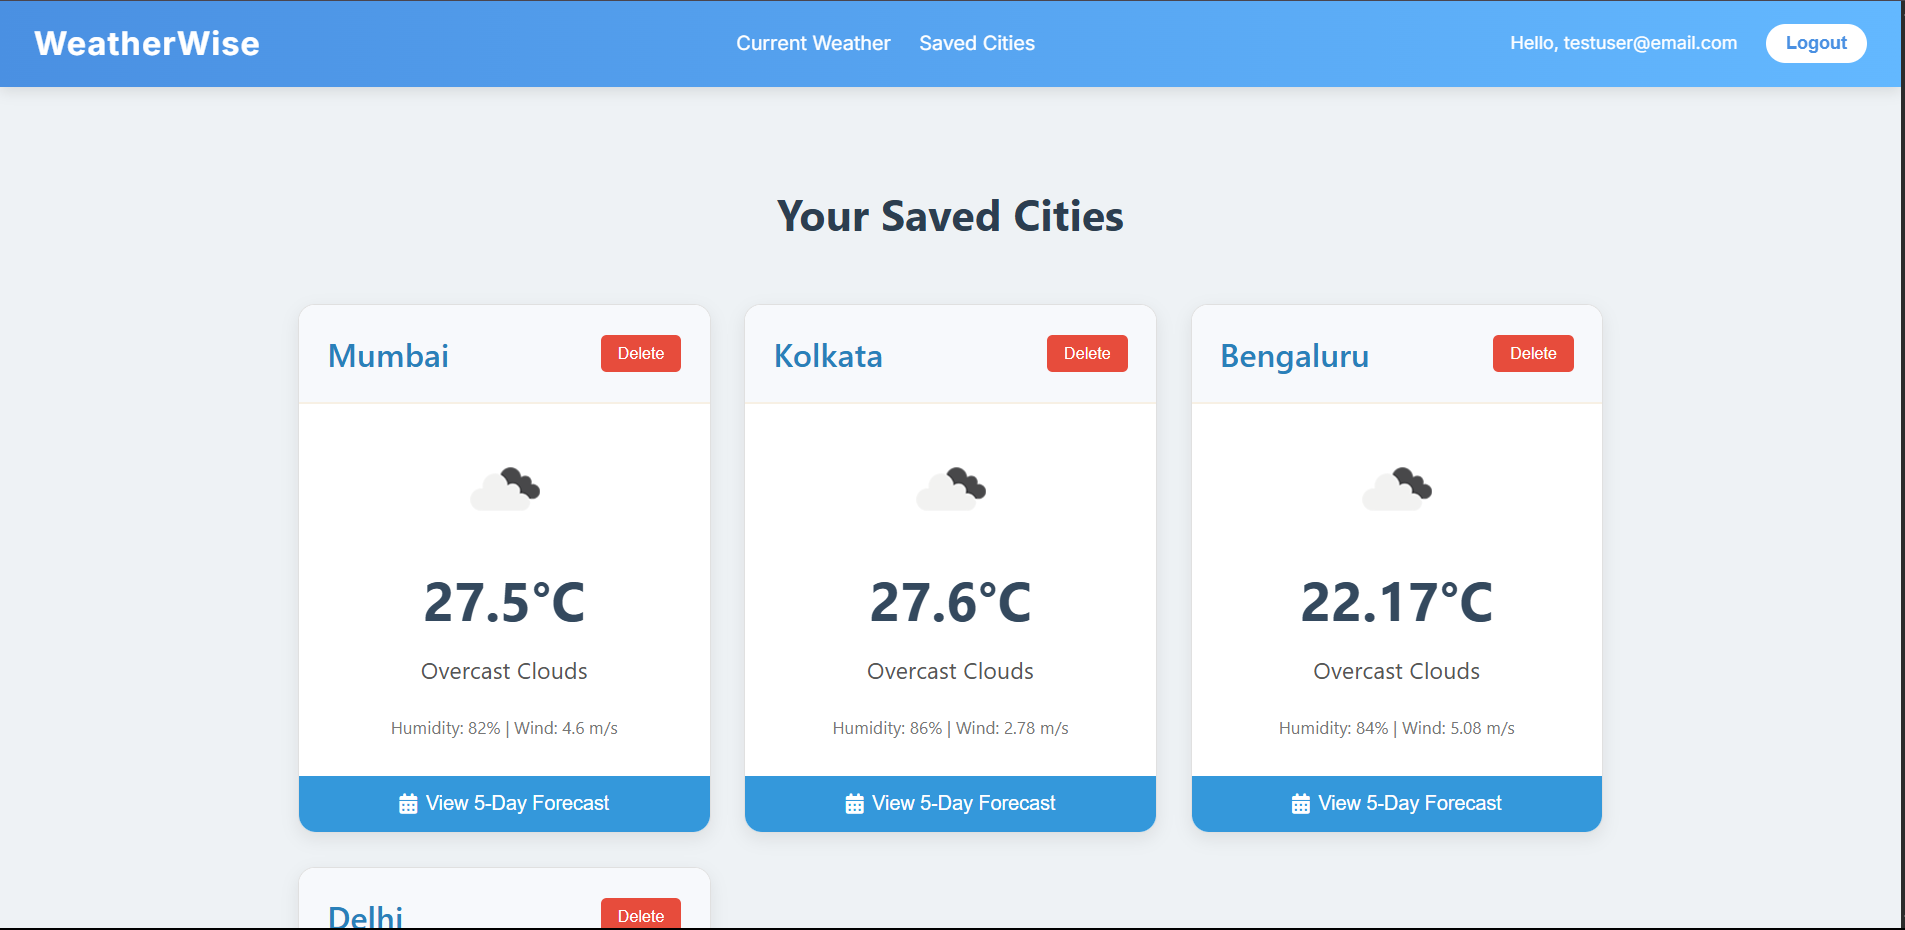 WeatherWise
Current Weather
Saved Cities
Hello, testuser@email.com
Logout
Your Saved Cities
Mumbai
Delete
27.5°C
Overcast Clouds
Humidity: 82% | Wind: 4.6 m/s
View 5-Day Forecast
Kolkata
Delete
27.6°C
Overcast Clouds
Humidity: 86% | Wind: 2.78 m/s
View 5-Day Forecast
Bengaluru
Delete
22.17°C
Overcast Clouds
Humidity: 84% | Wind: 5.08 m/s
View 5-Day Forecast
Delhi
Delete